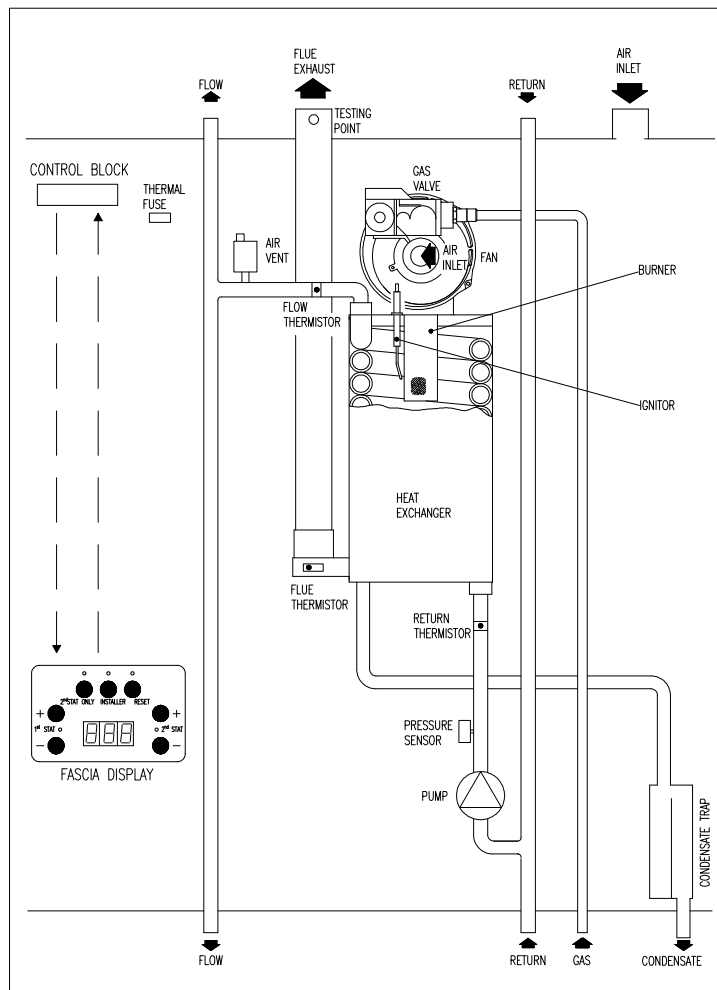 FLUE
EXHAUST
AIR
INLET
FLOW
RETURN
TESTING
POINT
CONTROL BLOCK
THERMAL
FUSE
GAS
VALVE
AIR
VENT
AIR
INLET
FAN
BURNER
FLOW
THERMISTOR
IGNITOR
HEAT
EXCHANGER
FLUE
THERMISTOR
RETURN
THERMISTOR
2nd STAT ONLY
INSTALLER
RESET
+
+
1st STAT
2nd STAT
888
−
−
FASCIA DISPLAY
PRESSURE
SENSOR
PUMP
CONDENSATE TRAP
FLOW
RETURN
GAS
CONDENSATE